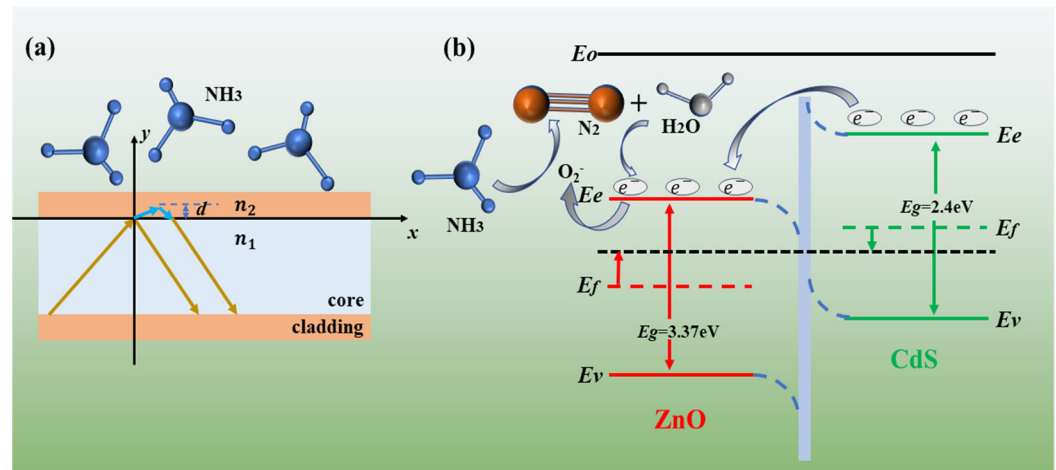 (a)
NH₃
y
d
n₂
x
n₁
core
cladding
(b)
Eo
N₂
+
H₂O
e⁻ e⁻ e⁻
Ee
O₂⁻
Ee
e⁻ e⁻ e⁻
NH₃
Eg=2.4eV
Ef
Ef
Eg=3.37eV
Ev
CdS
Ev
ZnO